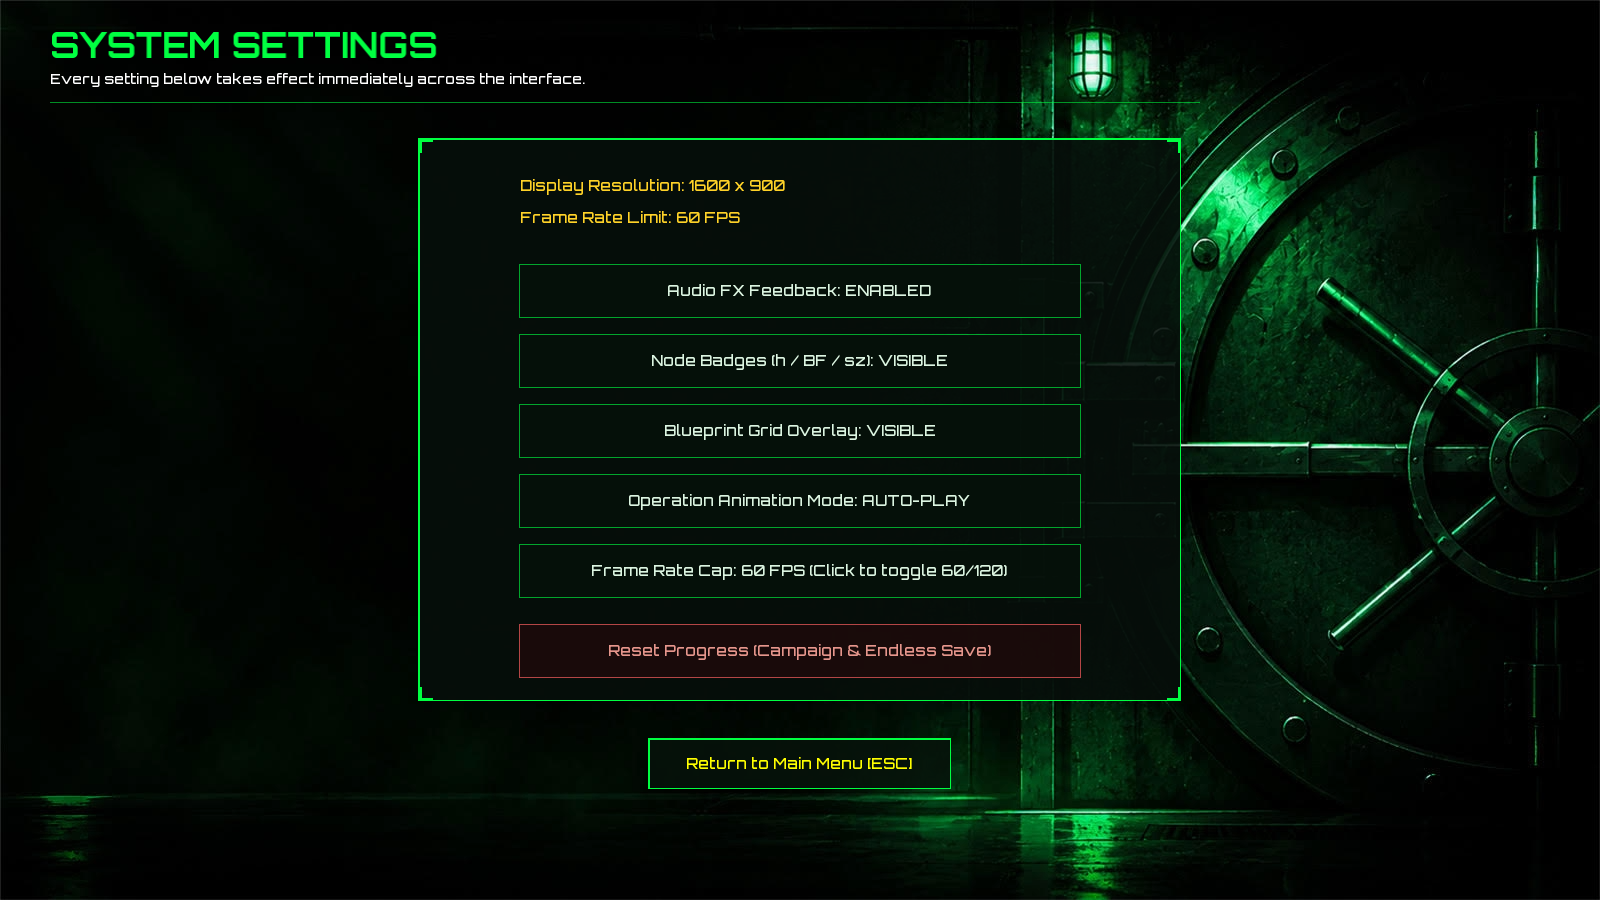 SYSTEM SETTINGS
Every setting below takes effect immediately across the interface.
Display Resolution: 1600 x 900
Frame Rate Limit: 60 FPS
Audio FX Feedback: ENABLED
Node Badges (h / BF / sz): VISIBLE
Blueprint Grid Overlay: VISIBLE
Operation Animation Mode: AUTO-PLAY
Frame Rate Cap: 60 FPS (Click to toggle 60/120)
Reset Progress (Campaign & Endless Save)
Return to Main Menu [ESC]